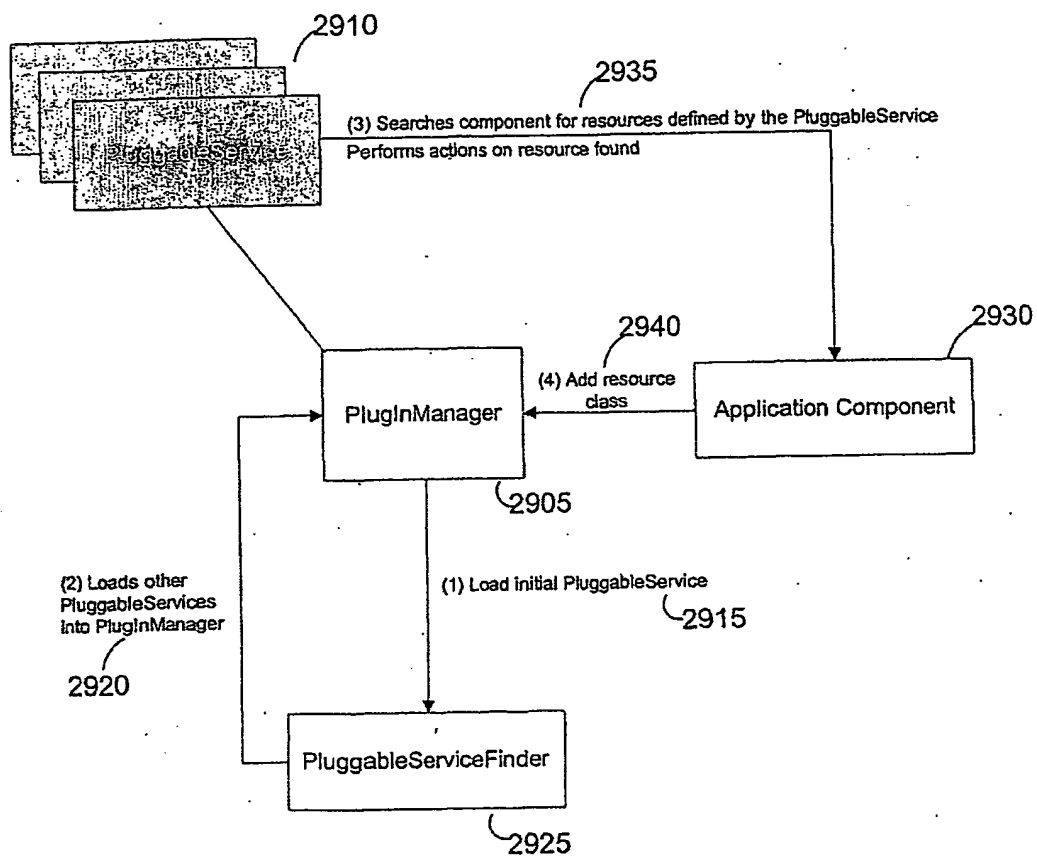 2910
2935
(3) Searches component for resources defined by the PluggableService
Performs actions on resource found
PluggableService
2940
2930
(4) Add resource
class
PlugInManager
Application Component
2905
(2) Loads other
PluggableServices
Into PlugInManager
(1) Load initial PluggableService
2915
2920
PluggableServiceFinder
2925